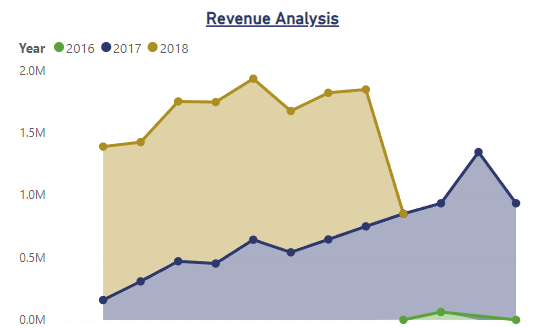 Revenue Analysis
Year 2016 2017 2018
2.0M
1.5M
1.0M
0.5M
0.0M